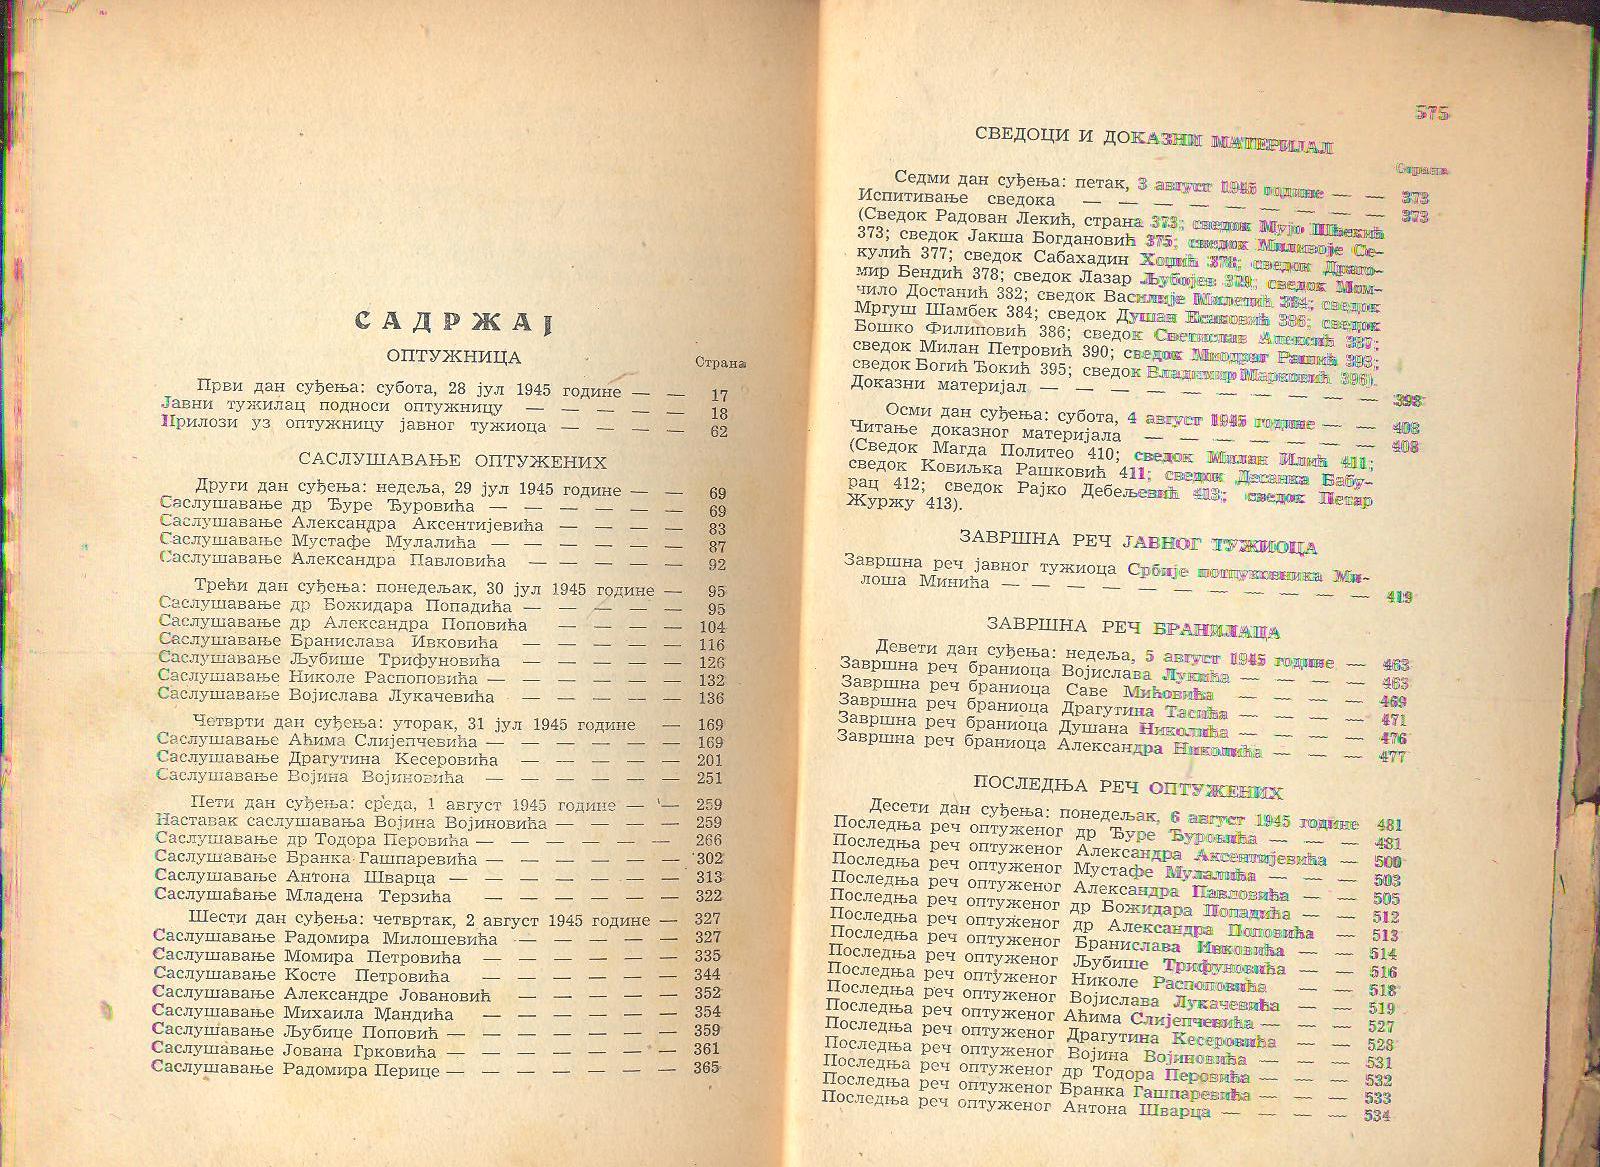 САДРЖАЈ
ОПТУЖНИЦА
Страна
Први дан суђења: субота, 28 јул 1945 године — — 17
Јавни тужилац подноси оптужницу — — — — — 18
Прилози уз оптужницу јавног тужиоца — — — — 62
САСЛУШАВАЊЕ ОПТУЖЕНИХ
Други дан суђења: недеља, 29 јул 1945 године — — 69
Саслушавање др Ђуре Ђуровића — — — — — — 69
Саслушавање Александра Аксентијевића — — — — 83
Саслушавање Мустафе Мулалића — — — — — — 87
Саслушавање Александра Павловића — — — — — 92
Трећи дан суђења: понедељак, 30 јул 1945 године — 95
Саслушавање др Божидара Попадића — — — — — 95
Саслушавање др Александра Поповића — — — — 104
Саслушавање Бранислава Ивковића — — — — — 116
Саслушавање Љубише Трифуновића — — — — — 126
Саслушавање Николе Распоповића — — — — — 132
Саслушавање Војислава Лукачевића — — — — — 136
Четврти дан суђења: уторак, 31 јул 1945 године — 169
Саслушавање Аћима Слијепчевића — — — — — — 169
Саслушавање Драгутина Кесеровића — — — — — 201
Саслушавање Војина Војиновића — — — — — — 251
Пети дан суђења: среда, 1 август 1945 године — — 259
Наставак саслушавања Војина Војиновића — — — — 259
Саслушавање др Тодора Перовића — — — — — — 266
Саслушавање Бранка Гашпаревића — — — — — — 302
Саслушавање Антона Шварца — — — — — — — 313
Саслушавање Младена Терзића — — — — — — 322
Шести дан суђења: четвртак, 2 август 1945 године — 327
Саслушавање Радомира Милошевића — — — — — 327
Саслушавање Момира Петровића — — — — — — 335
Саслушавање Косте Петровића — — — — — — 344
Саслушавање Александре Јовановић — — — — — 352
Саслушавање Михаила Мандића — — — — — — 354
Саслушавање Љубице Поповић — — — — — — — 359
Саслушавање Јована Грковића — — — — — — — 361
Саслушавање Радомира Перице — — — — — — — 365
575
СВЕДОЦИ И ДОКАЗНИ МАТЕРИЈАЛ
Страна
Седми дан суђења: петак, 3 август 1945 године — — 373
Испитивање сведока — — — — — — — — — 373
(Сведок Радован Лекић, страна 373; сведок Мујо Шћекић
373; сведок Јакша Богдановић 375; сведок Миливоје Се-
кулић 377; сведок Сабахадин Хоџић 378; сведок Драго-
мир Бендић 378; сведок Лазар Љубојев 379; сведок Мом-
чило Достанић 382; сведок Василије Милетић 384; сведок
Мргуш Шамбек 384; сведок Душан Есаковић 386; сведок
Бошко Филиповић 386; сведок Светислав Алексић 387;
сведок Милан Петровић 390; сведок Миодраг Рашић 393;
сведок Богић Ђокић 395; сведок Владимир Марковић 396).
Доказни материјал — — — — — — — — — — 398
Осми дан суђења: субота, 4 август 1945 године — — 408
Читање доказног материјала — — — — — — — 408
(Сведок Магда Политео 410; сведок Милан Илић 411;
сведок Ковиљка Рашковић 411; сведок Десанка Бабу-
рац 412; сведок Рајко Дебељевић 413; сведок Петар
Журжу 413).
ЗАВРШНА РЕЧ ЈАВНОГ ТУЖИОЦА
Завршна реч јавног тужиоца Србије потпуковника Ми-
лоша Минића — — — — — — — — — — 419
ЗАВРШНА РЕЧ БРАНИЛАЦА
Девети дан суђења: недеља, 5 август 1945 године — 463
Завршна реч браниоца Војислава Лукића — — — — 463
Завршна реч браниоца Саве Мићовића — — — — 469
Завршна реч браниоца Драгутина Тасића — — — — 471
Завршна реч браниоца Душана Николића — — — — 476
Завршна реч браниоца Александра Николића — — — 477
ПОСЛЕДЊА РЕЧ ОПТУЖЕНИХ
Десети дан суђења: понедељак, 6 август 1945 године 481
Последња реч оптуженог др Ђуре Ђуровића — — — 481
Последња реч оптуженог Александра Аксентијевића — 500
Последња реч оптуженог Мустафе Мулалића — — — 503
Последња реч оптуженог Александра Павловића — — 505
Последња реч оптуженог др Божидара Попадића — — 512
Последња реч оптуженог др Александра Поповића — 513
Последња реч оптуженог Бранислава Ивковића — — 514
Последња реч оптуженог Љубише Трифуновића — — 516
Последња реч оптуженог Николе Распоповића — — 518
Последња реч оптуженог Војислава Лукачевића — — 519
Последња реч оптуженог Аћима Слијепчевића — — 527
Последња реч оптуженог Драгутина Кесеровића — — 528
Последња реч оптуженог Војина Војиновића — — — 531
Последња реч оптуженог др Тодора Перовића — — — 532
Последња реч оптуженог Бранка Гашпаревића — — — 533
Последња реч оптуженог Антона Шварца — — — — 534